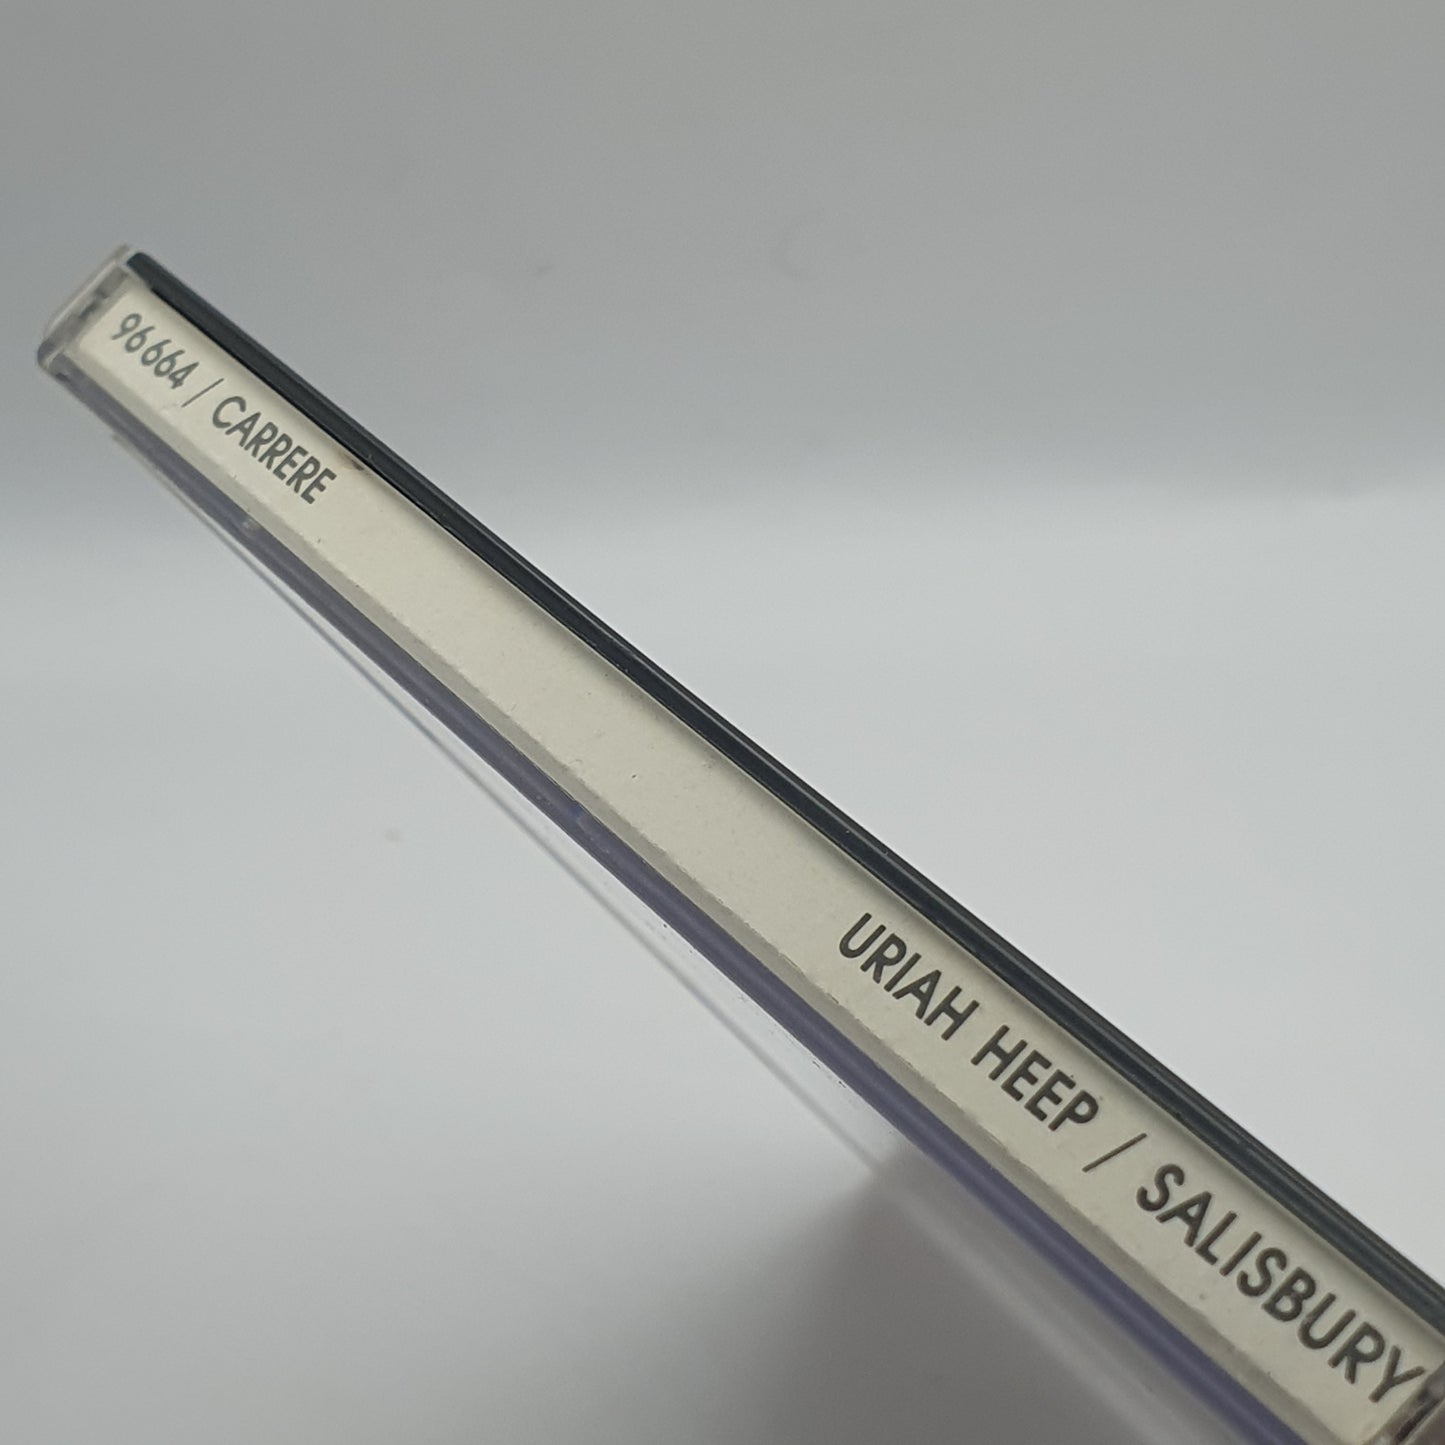 96664 / CARRERE
URIAH HEEP / SALISBURY